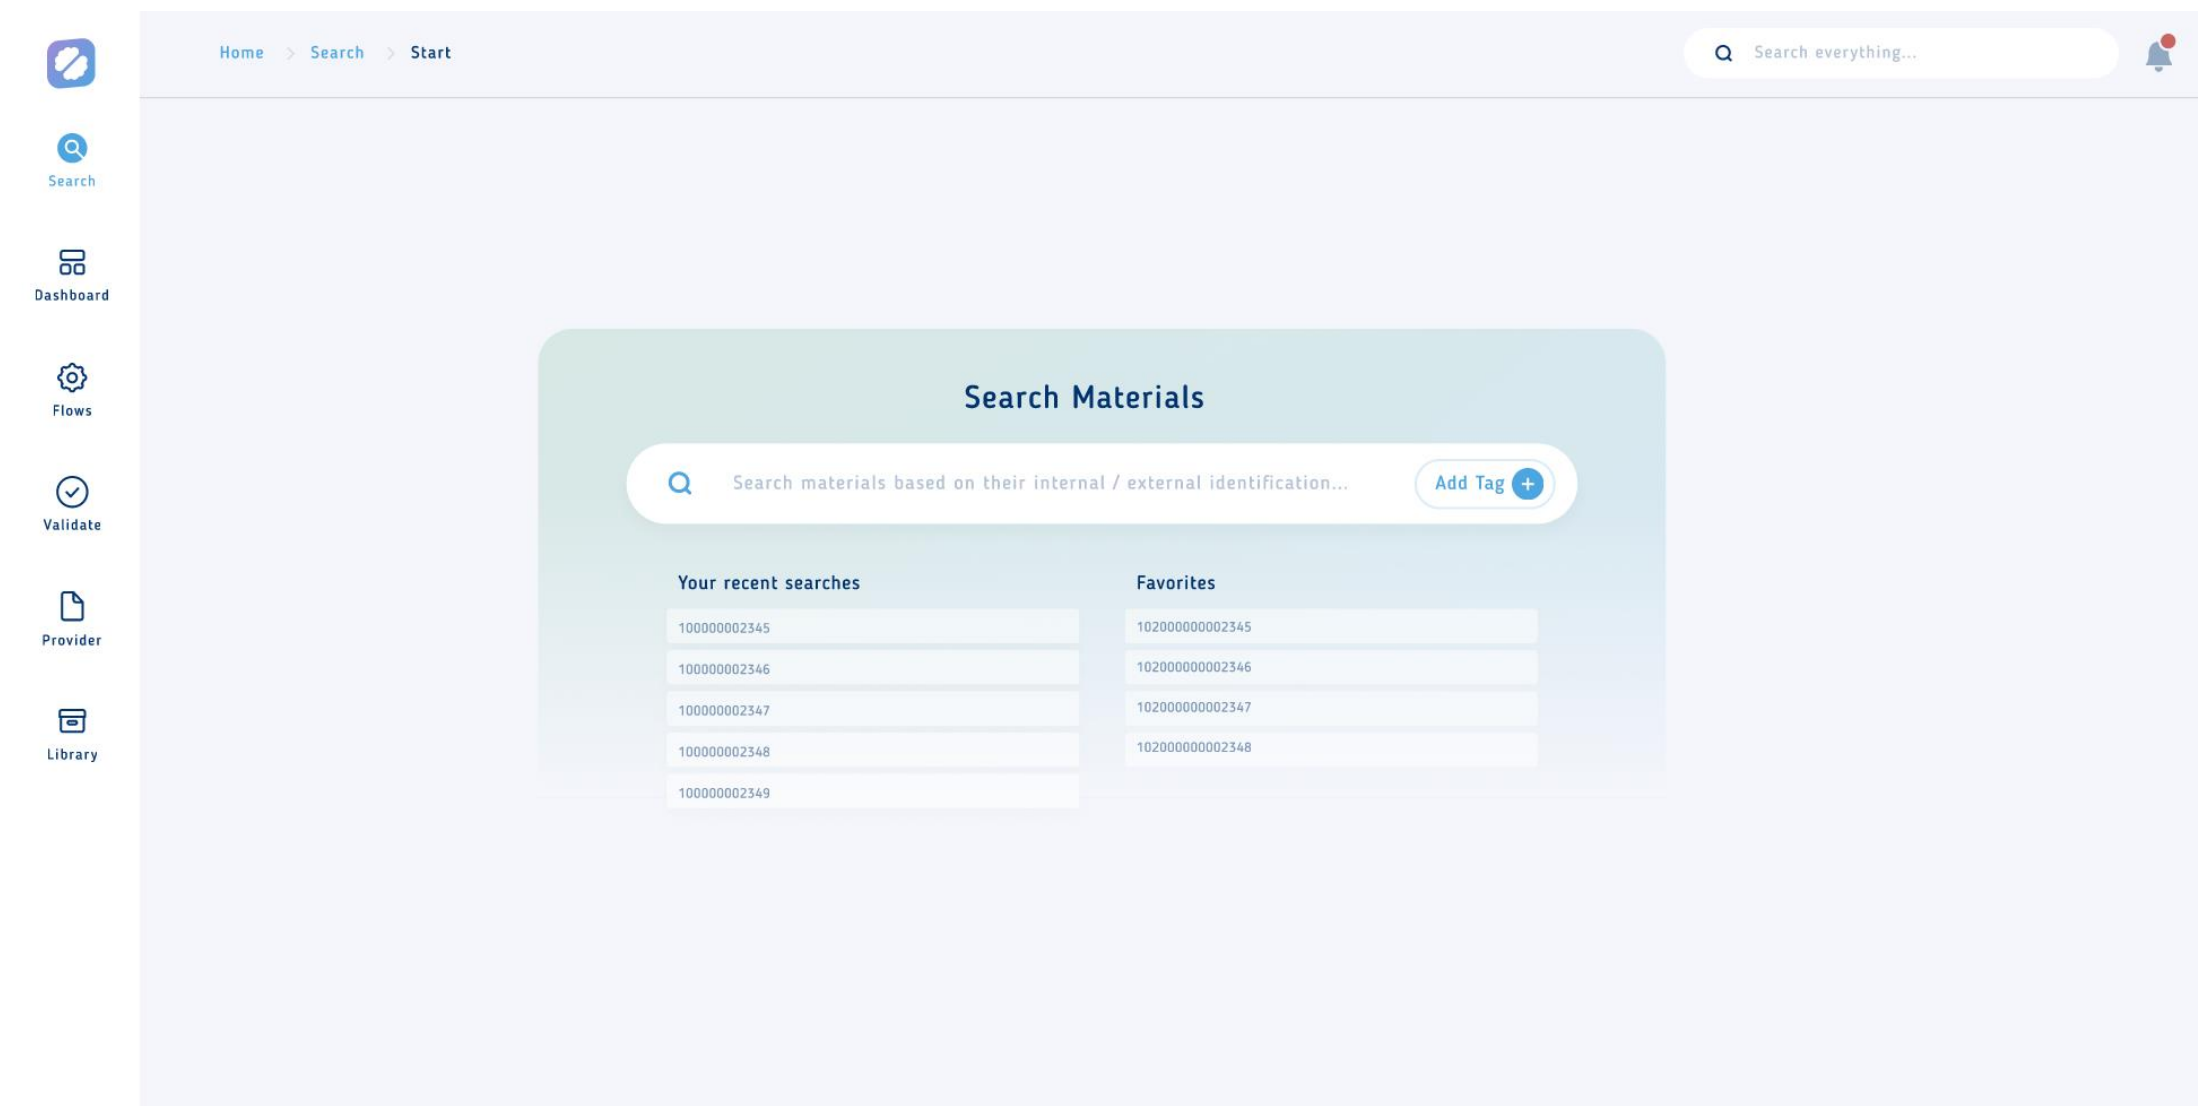 Home > Search > Start
Search everything...
Search
Dashboard
Flows
Validate
Provider
Library
Search Materials
Search materials based on their internal / external identification...
Add Tag +
Your recent searches
100000002345
100000002346
100000002347
100000002348
100000002349
Favorites
102000000002345
102000000002346
102000000002347
102000000002348